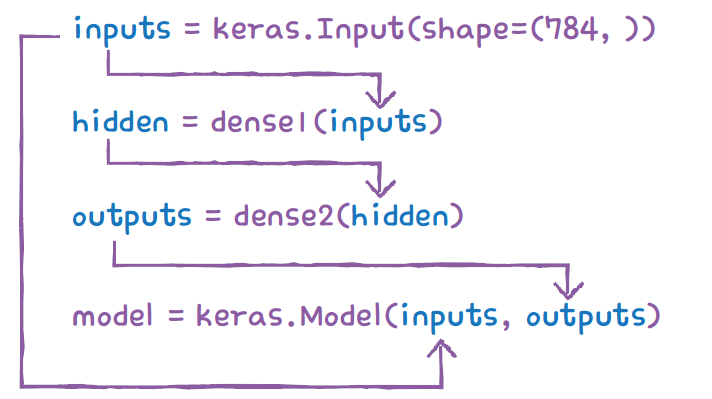 inputs = keras.Input(shape=(784, ))
hidden = dense1(inputs)
outputs = dense2(hidden)
model = keras.Model(inputs, outputs)